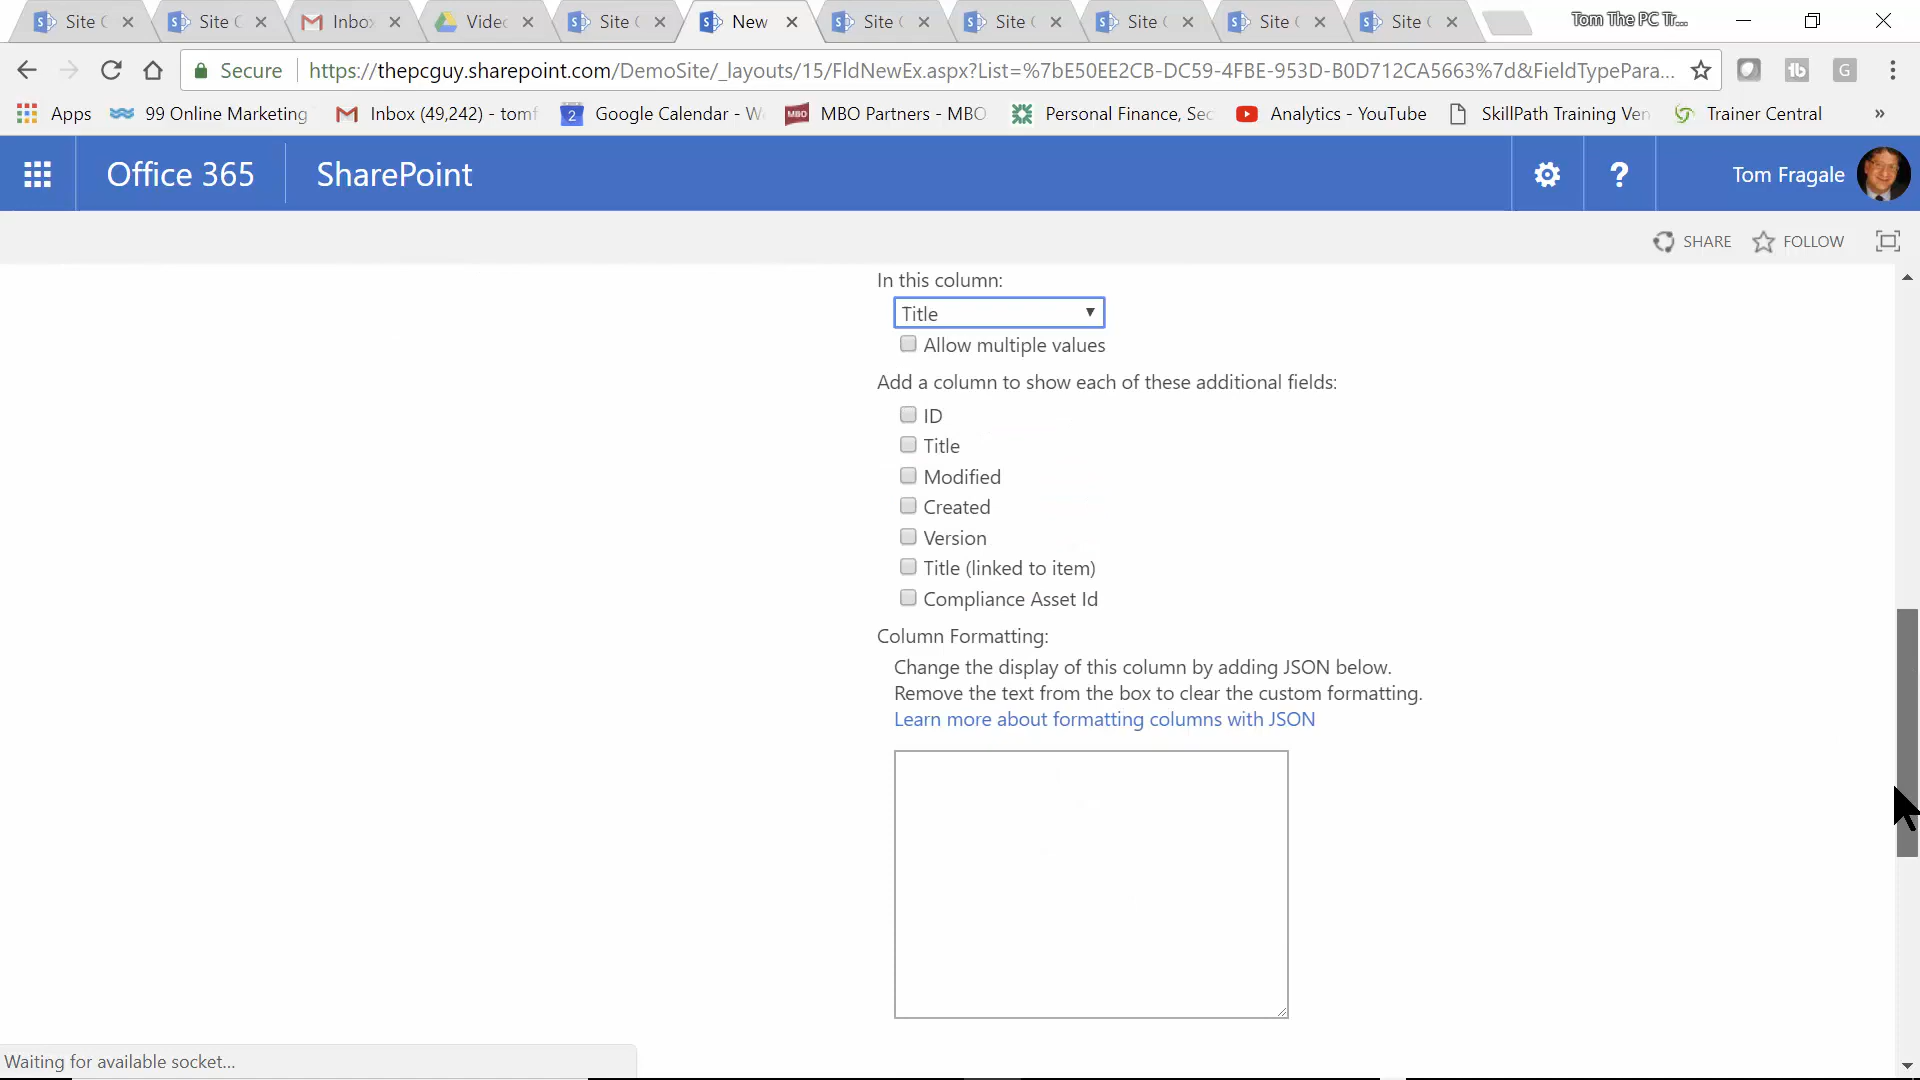 Site (
Site C
Inbox
Videc
Site (
New
Site (
Site (
Site (
Site (
Site (
Tom The PC Tr...
Secure
https://thepcguy.sharepoint.com/DemoSite/_layouts/15/FldNewEx.aspx?List=%7bE50EE2CB-DC59-4FBE-953D-B0D712CA5663%7d&FieldTypePara...
Apps
99 Online Marketing
Inbox (49,242) - tomf
Google Calendar - W
MBO Partners - MBO
Personal Finance, Sec
Analytics - YouTube
SkillPath Training Ven
Trainer Central
»
Office 365
SharePoint
Tom Fragale
SHARE
FOLLOW
In this column:
Title
Allow multiple values
Add a column to show each of these additional fields:
ID
Title
Modified
Created
Version
Title (linked to item)
Compliance Asset Id
Column Formatting:
Change the display of this column by adding JSON below.
Remove the text from the box to clear the custom formatting.
Learn more about formatting columns with JSON
Waiting for available socket...